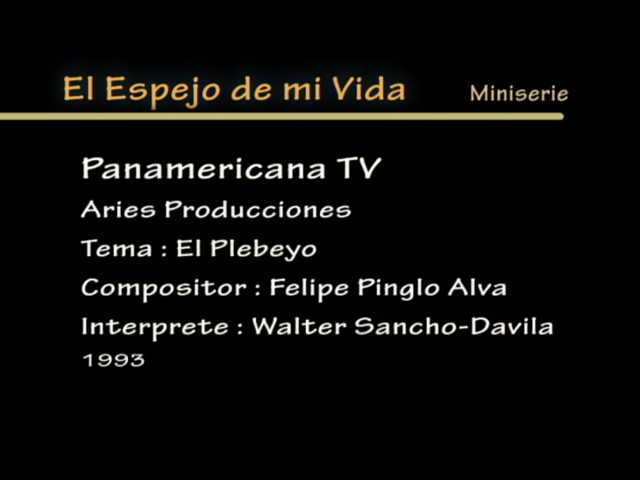 El Espejo de mi Vida Miniserie
Panamericana TV
Aries Producciones
Tema : El Plebeyo
Compositor : Felipe Pinglo Alva
Interprete : Walter Sancho-Davila
1993